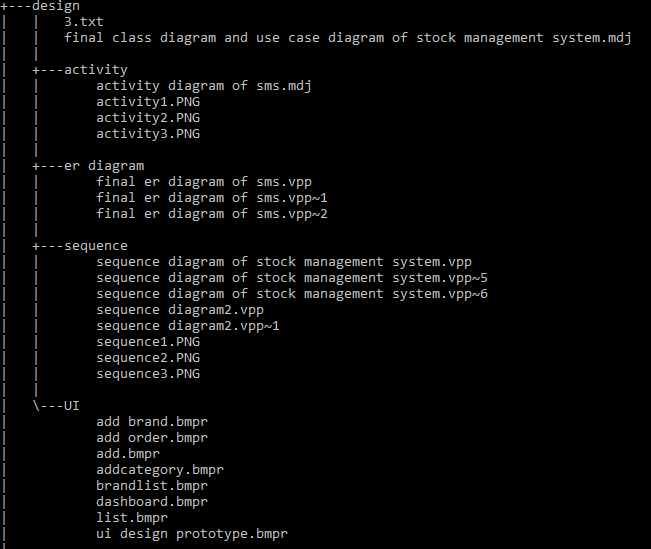 +---design
|   |   3.txt
|   |   final class diagram and use case diagram of stock management system.mdj
|   |
|   +---activity
|   |       activity diagram of sms.mdj
|   |       activity1.PNG
|   |       activity2.PNG
|   |       activity3.PNG
|   |
|   +---er diagram
|   |       final er diagram of sms.vpp
|   |       final er diagram of sms.vpp~1
|   |       final er diagram of sms.vpp~2
|   |
|   +---sequence
|   |       sequence diagram of stock management system.vpp
|   |       sequence diagram of stock management system.vpp~5
|   |       sequence diagram of stock management system.vpp~6
|   |       sequence diagram2.vpp
|   |       sequence diagram2.vpp~1
|   |       sequence1.PNG
|   |       sequence2.PNG
|   |       sequence3.PNG
|   |
|   \---UI
|           add brand.bmpr
|           add order.bmpr
|           add.bmpr
|           addcategory.bmpr
|           brandlist.bmpr
|           dashboard.bmpr
|           list.bmpr
|           ui design prototype.bmpr
|